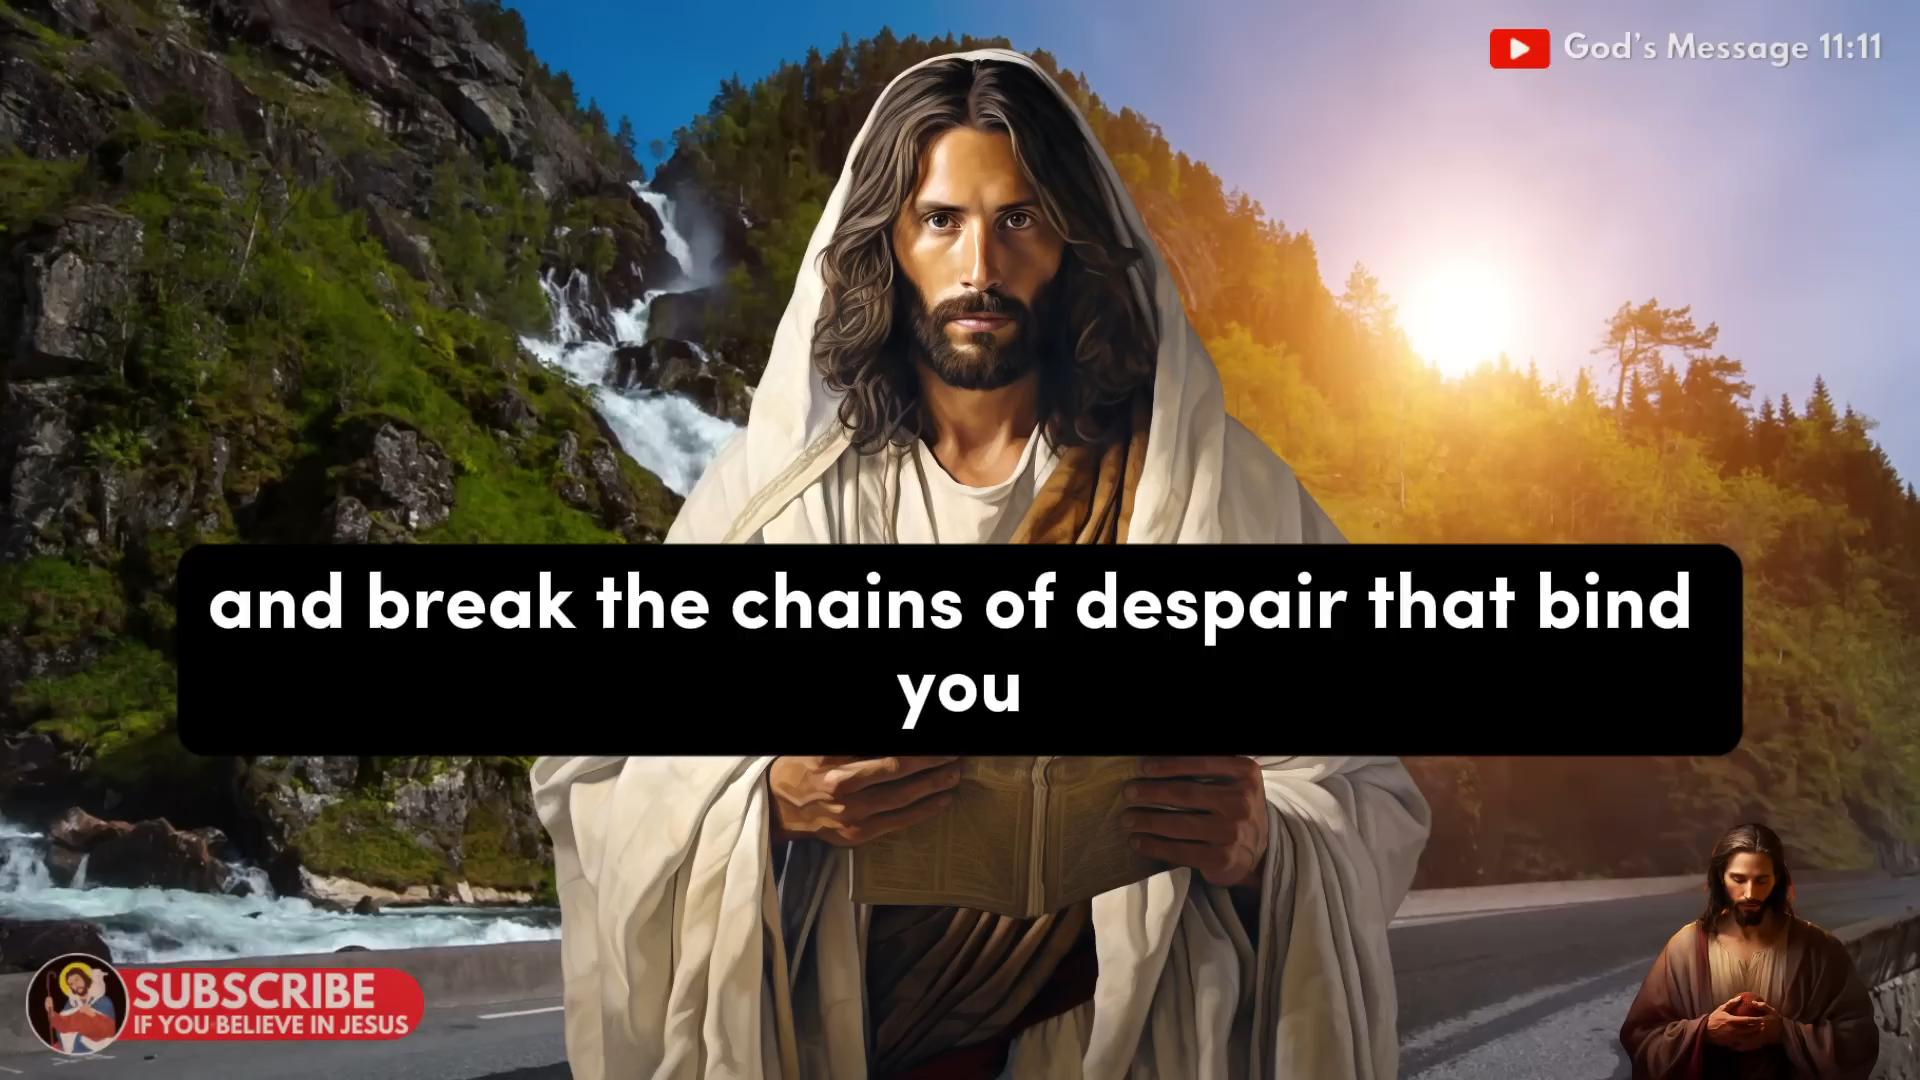 God's Message 11:11
and break the chains of despair that bind
you
SUBSCRIBE
IF YOU BELIEVE IN JESUS